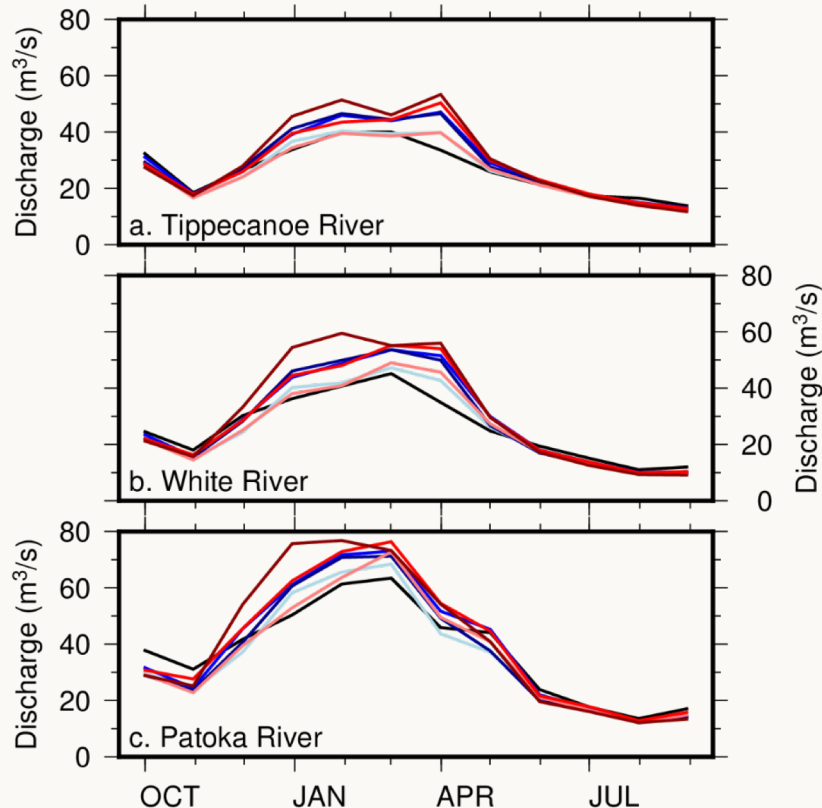 80
60
40
20
0
Discharge (m³/s)
a. Tippecanoe River
80
60
40
20
0
Discharge (m³/s)
b. White River
80
60
40
20
0
Discharge (m³/s)
c. Patoka River
OCT JAN APR JUL